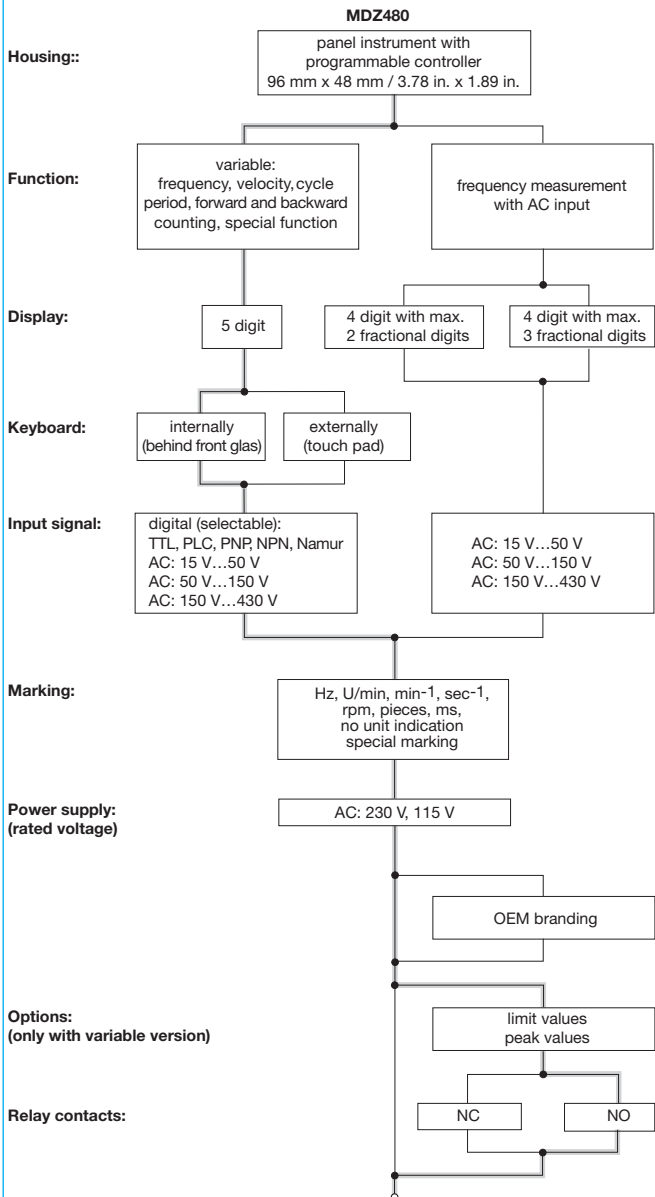 MDZ480
Housing::
panel instrument with
programmable controller
96 mm x 48 mm / 3.78 in. x 1.89 in.
Function:
variable:
frequency, velocity, cycle
period, forward and backward
counting, special function
frequency measurement
with AC input
Display:
5 digit
4 digit with max.
2 fractional digits
4 digit with max.
3 fractional digits
Keyboard:
internally
(behind front glas)
externally
(touch pad)
Input signal:
digital (selectable):
TTL, PLC, PNP, NPN, Namur
AC: 15 V…50 V
AC: 50 V…150 V
AC: 150 V…430 V
AC: 15 V…50 V
AC: 50 V…150 V
AC: 150 V…430 V
Marking:
Hz, U/min, min-1, sec-1,
rpm, pieces, ms,
no unit indication
special marking
Power supply:
(rated voltage)
AC: 230 V, 115 V
OEM branding
Options:
(only with variable version)
limit values
peak values
Relay contacts:
NC
NO